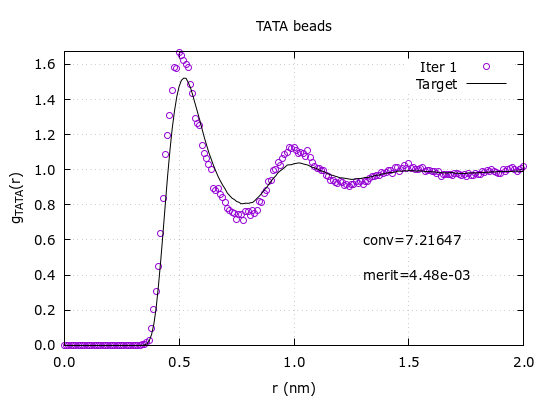 TATA beads
Iter 1
Target
1.6
1.4
1.2
1.0
0.8
0.6
0.4
0.2
0.0
gTATA(r)
conv=7.21647
merit=4.48e-03
0.0 0.5 1.0 1.5 2.0
r (nm)